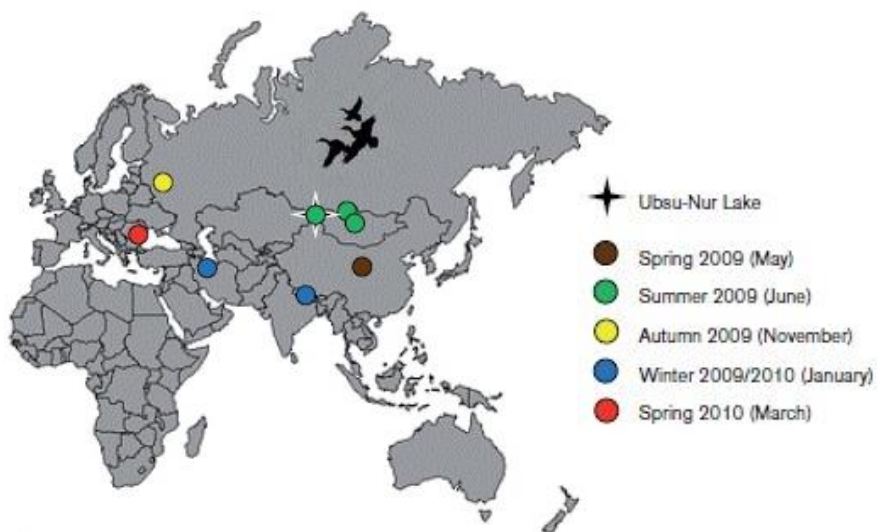 Ubsu-Nur Lake
Spring 2009 (May)
Summer 2009 (June)
Autumn 2009 (November)
Winter 2009/2010 (January)
Spring 2010 (March)